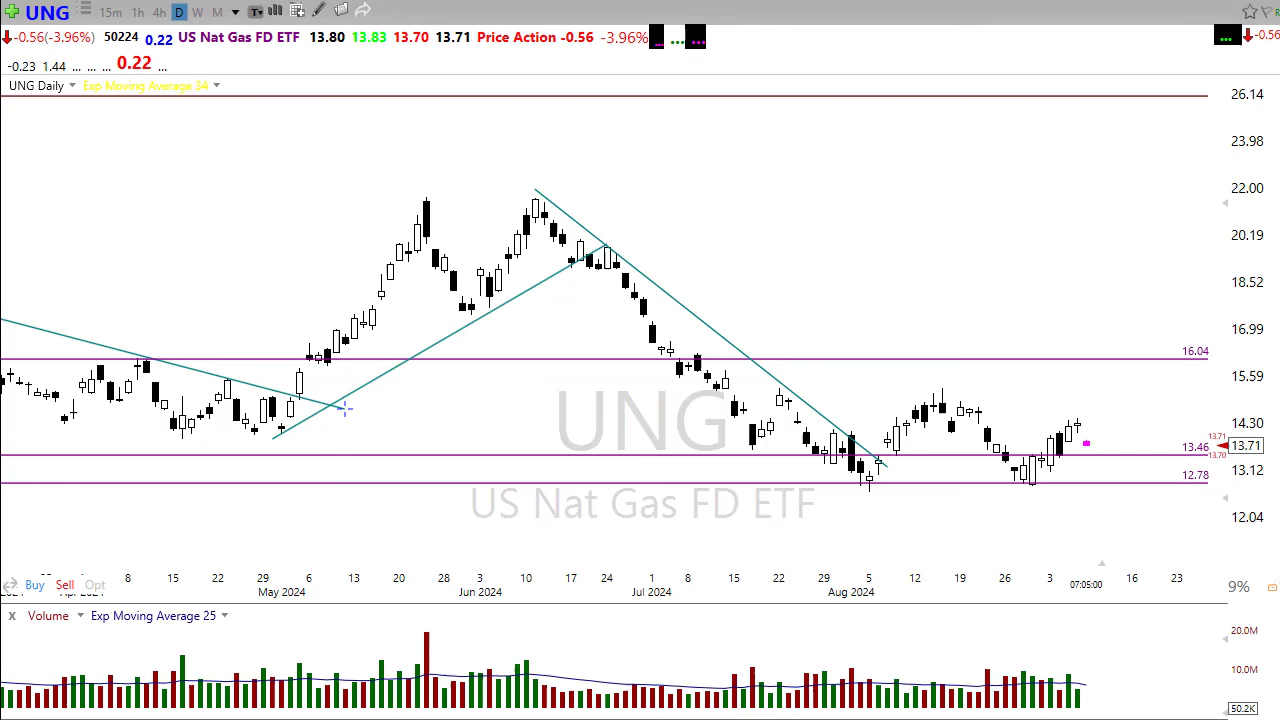 UNG 15m 1h 4h D W M T
-0.56(-3.96%) 50224 0.22 US Nat Gas FD ETF 13.80 13.83 13.70 13.71 Price Action -0.56 -3.96% ... ... ... ... -0.56
-0.23 1.44 ... ... ... 0.22 ...
UNG Daily Exp Moving Average 34
26.14
23.98
22.00
20.19
18.52
16.99
16.04
15.59
14.30
13.71
13.46 13.71
13.70
13.12
12.78
12.04
UNG
US Nat Gas FD ETF
8 15 22 29 6 13 20 28 3 10 17 24 1 8 15 22 29 5 12 19 26 3 07:05:00 16 23
Buy Sell Opt 9%
May 2024 Jun 2024 Jul 2024 Aug 2024
X Volume Exp Moving Average 25
20.0M
10.0M
50.2K